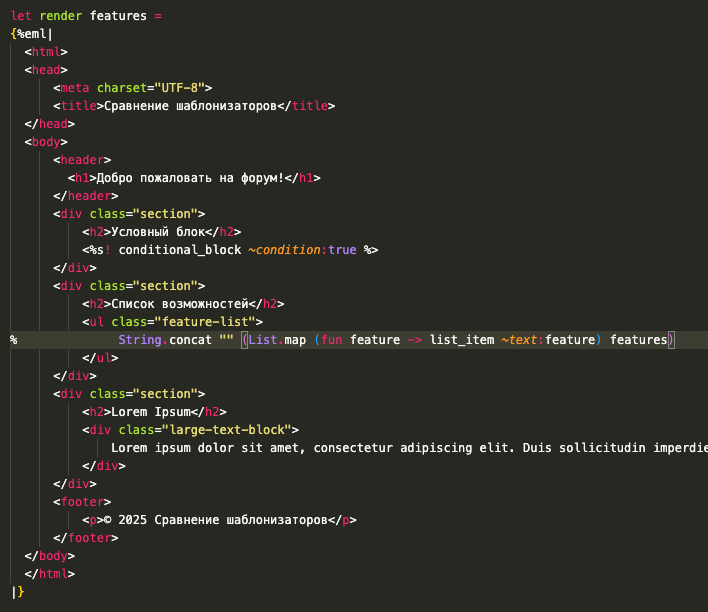 let render features =
{%eml|
<html>
<head>
<meta charset="UTF-8">
<title>Сравнение шаблонизаторов</title>
</head>
<body>
<header>
<h1>Добро пожаловать на форум!</h1>
</header>
<div class="section">
<h2>Условный блок</h2>
<%s! conditional_block ~condition:true %>
</div>
<div class="section">
<h2>Список возможностей</h2>
<ul class="feature-list">
% String.concat "" (List.map (fun feature -> list_item ~text:feature) features)
</ul>
</div>
<div class="section">
<h2>Lorem Ipsum</h2>
<div class="large-text-block">
Lorem ipsum dolor sit amet, consectetur adipiscing elit. Duis sollicitudin imperdie
</div>
</div>
<footer>
<p>© 2025 Сравнение шаблонизаторов</p>
</footer>
</body>
</html>
|}